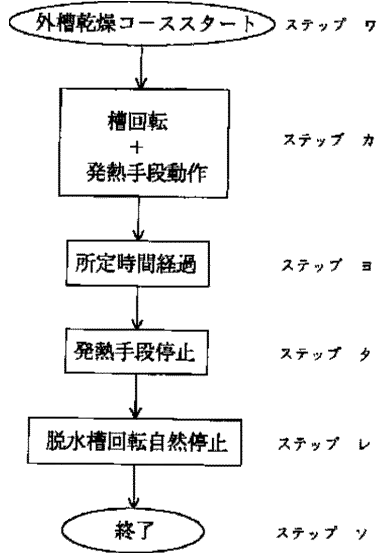 外槽乾燥コーススタート ステップ ワ
槽回転
+
発熱手段動作 ステップ カ
所定時間経過 ステップ ヨ
発熱手段停止 ステップ タ
脱水槽回転自然停止 ステップ レ
終了 ステップ ソ